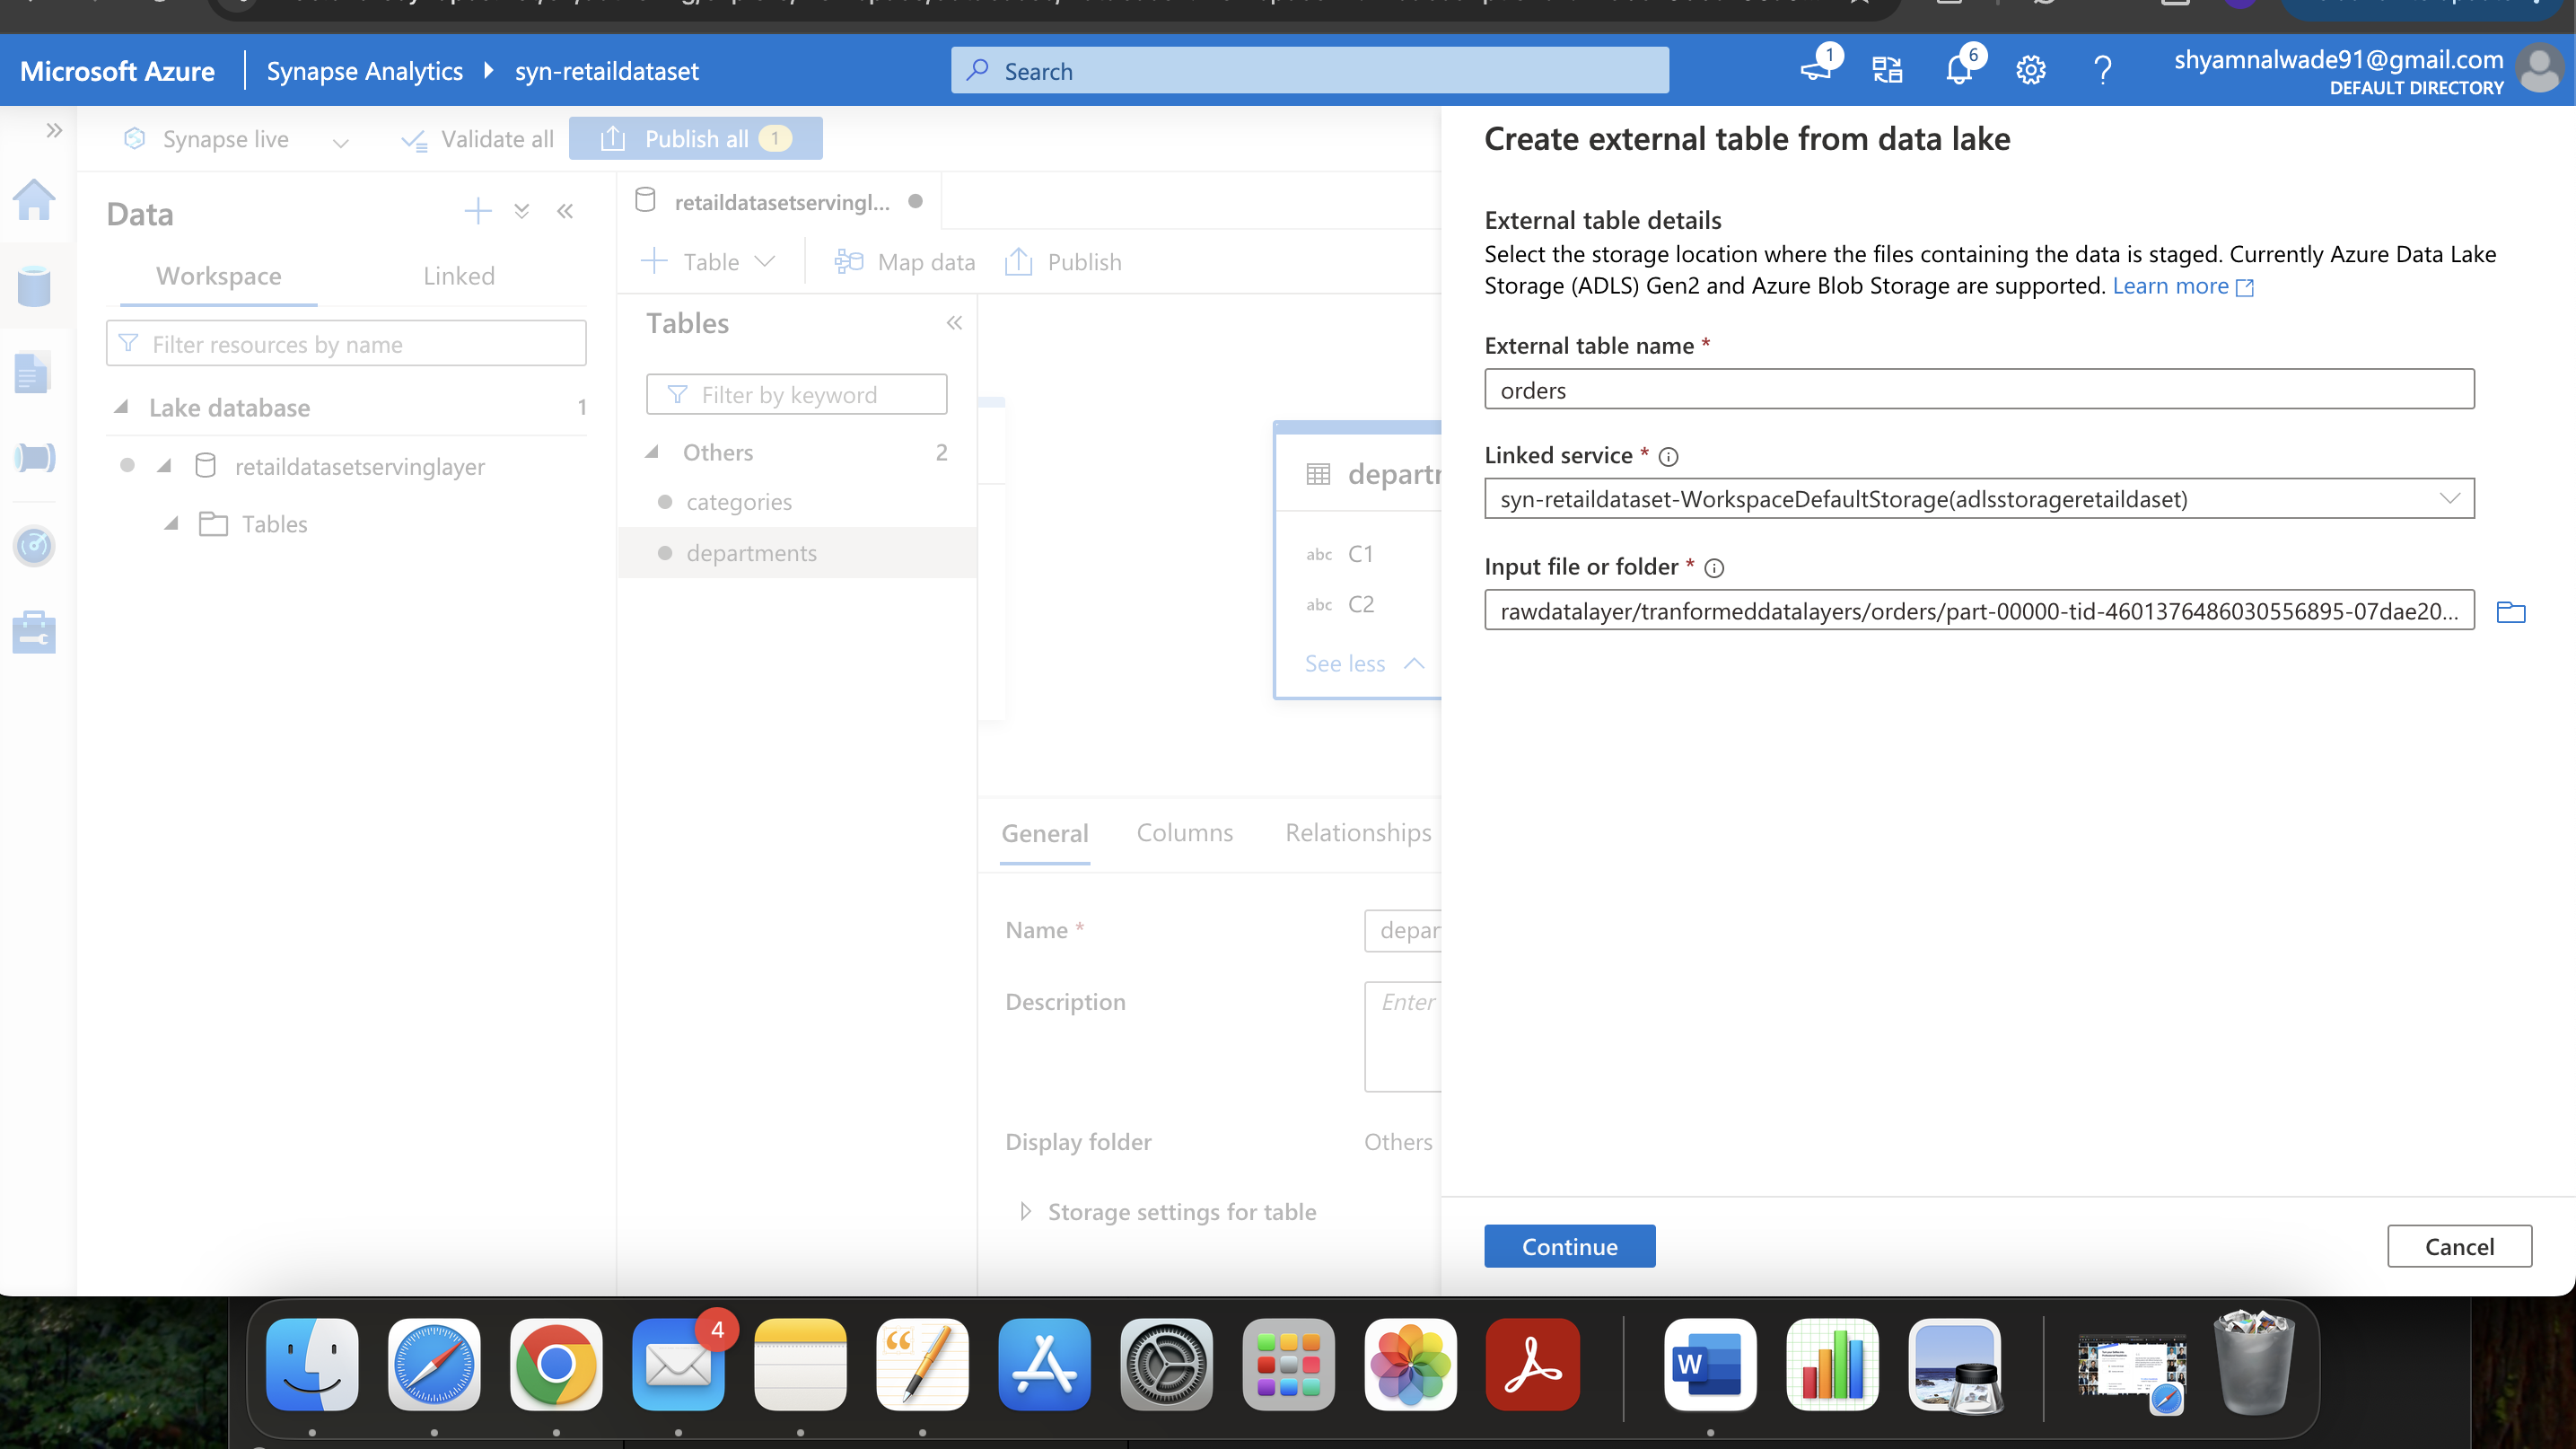 Microsoft Azure
Synapse Analytics
syn-retaildataset
Search
1
6
shyamnalwade91@gmail.com
DEFAULT DIRECTORY
Synapse live
Validate all
Publish all 1
Data
Workspace
Linked
Filter resources by name
Lake database 1
retaildatasetservinglayer
Tables
retaildatasetservingl...
Table
Map data
Publish
Tables
Filter by keyword
Others 2
categories
departments
departr
abc C1
abc C2
See less
General
Columns
Relationships
Name *
depar
Description
Enter
Display folder
Others
Storage settings for table
Create external table from data lake
External table details
Select the storage location where the files containing the data is staged. Currently Azure Data Lake
Storage (ADLS) Gen2 and Azure Blob Storage are supported. Learn more
External table name *
orders
Linked service *
syn-retaildataset-WorkspaceDefaultStorage(adlsstorageretaildaset)
Input file or folder *
rawdatalayer/tranformeddatalayers/orders/part-00000-tid-4601376486030556895-07dae20...
Continue
Cancel
4
W